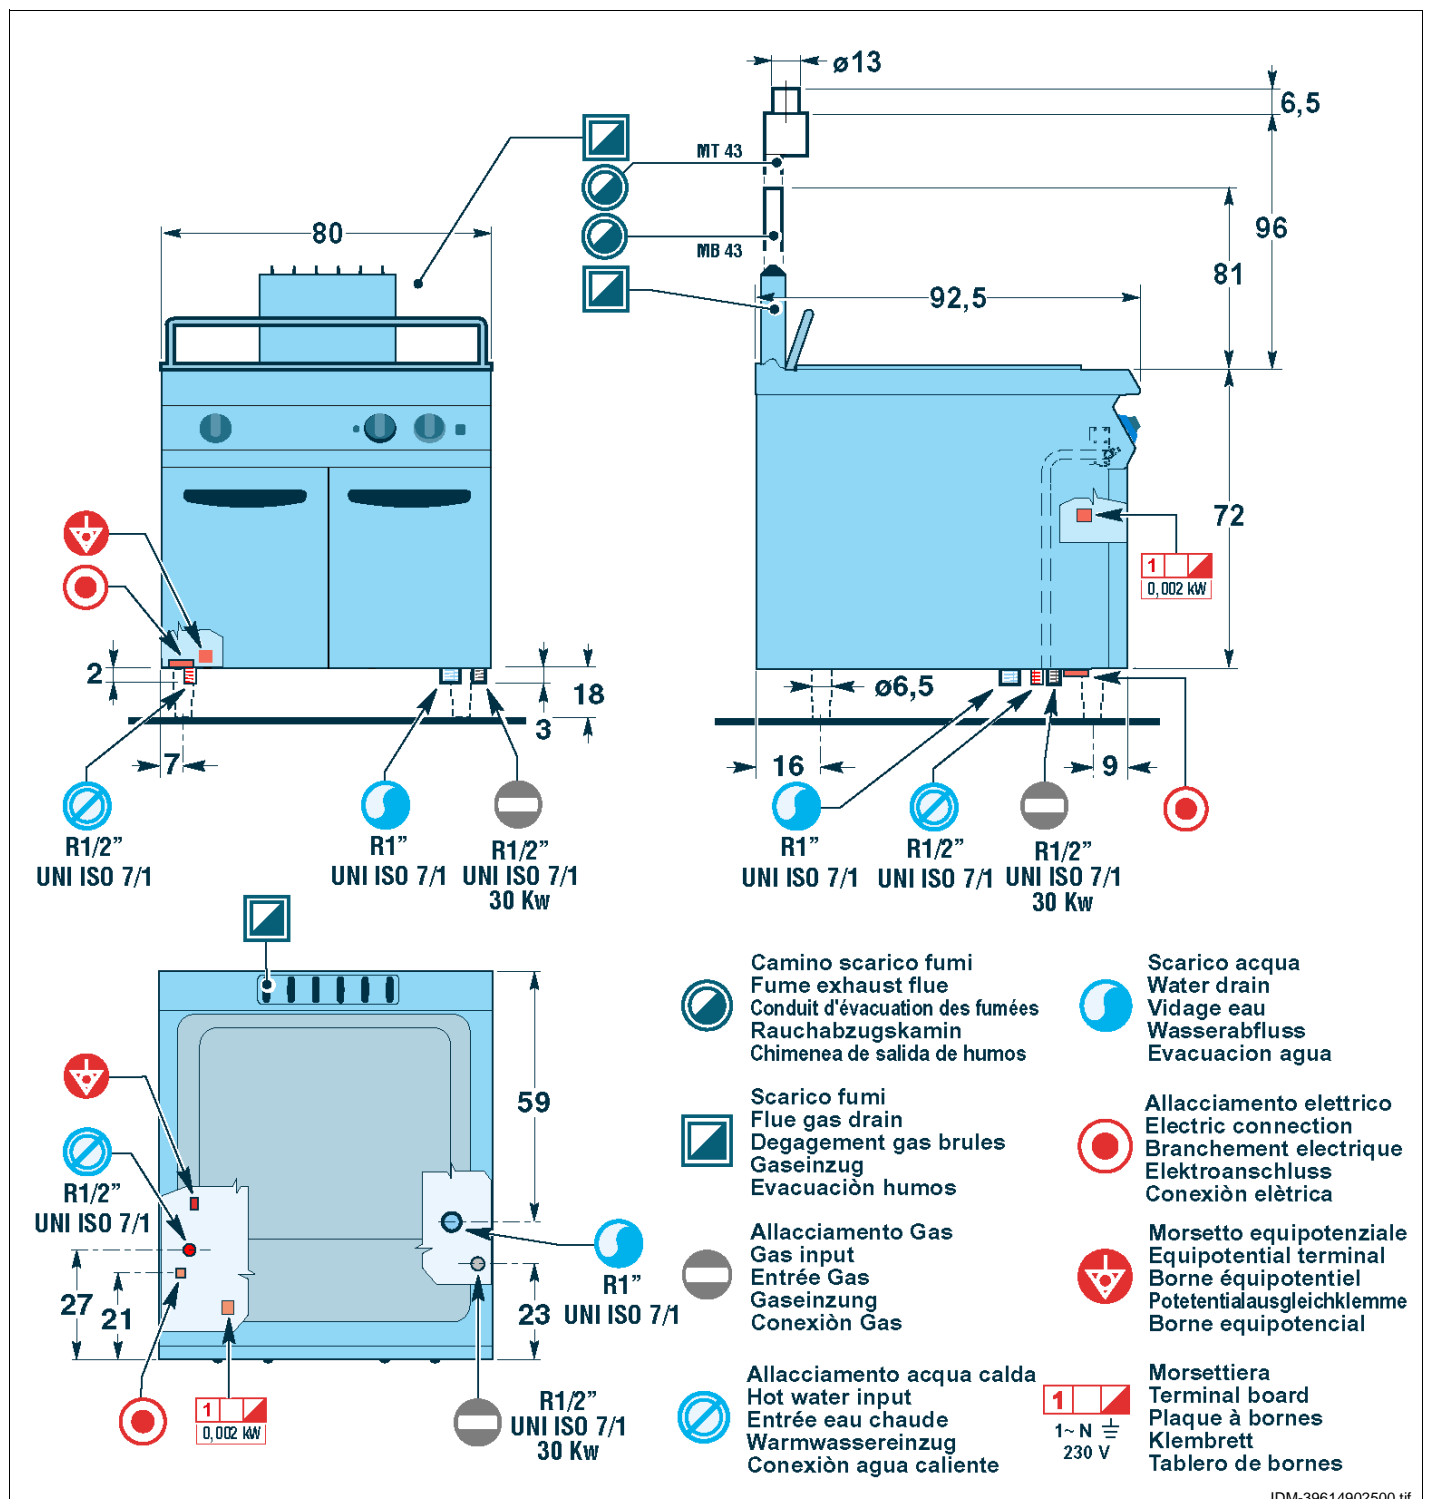 ø13
6,5
MT 43
96
80
MB 43
81
92,5
72
1
0,002 kW
2
18
3
ø6,5
7
16
9
R1/2”
UNI ISO 7/1
R1”
UNI ISO 7/1
R1/2”
UNI ISO 7/1
30 Kw
R1”
UNI ISO 7/1
R1/2”
UNI ISO 7/1
R1/2”
UNI ISO 7/1
30 Kw
59
R1/2”
UNI ISO 7/1
27
21
23
R1”
UNI ISO 7/1
1
0,002 kW
R1/2”
UNI ISO 7/1
30 Kw
Camino scarico fumi
Fume exhaust flue
Conduit d'évacuation des fumées
Rauchabzugskamin
Chimenea de salida de humos
Scarico acqua
Water drain
Vidage eau
Wasserabfluss
Evacuacion agua
Scarico fumi
Flue gas drain
Degagement gas brules
Gaseinzug
Evacuaciòn humos
Allacciamento elettrico
Electric connection
Branchement electrique
Elektroanschluss
Conexiòn elètrica
Allacciamento Gas
Gas input
Entrée Gas
Gaseinzung
Conexiòn Gas
Morsetto equipotenziale
Equipotential terminal
Borne équipotentiel
Potetentialausgleichklemme
Borne equipotencial
Allacciamento acqua calda
Hot water input
Entrée eau chaude
Warmwassereinzug
Conexiòn agua caliente
1
1~ N
230 V
Morsettiera
Terminal board
Plaque à bornes
Klembrett
Tablero de bornes
IDM-39614902500.tif